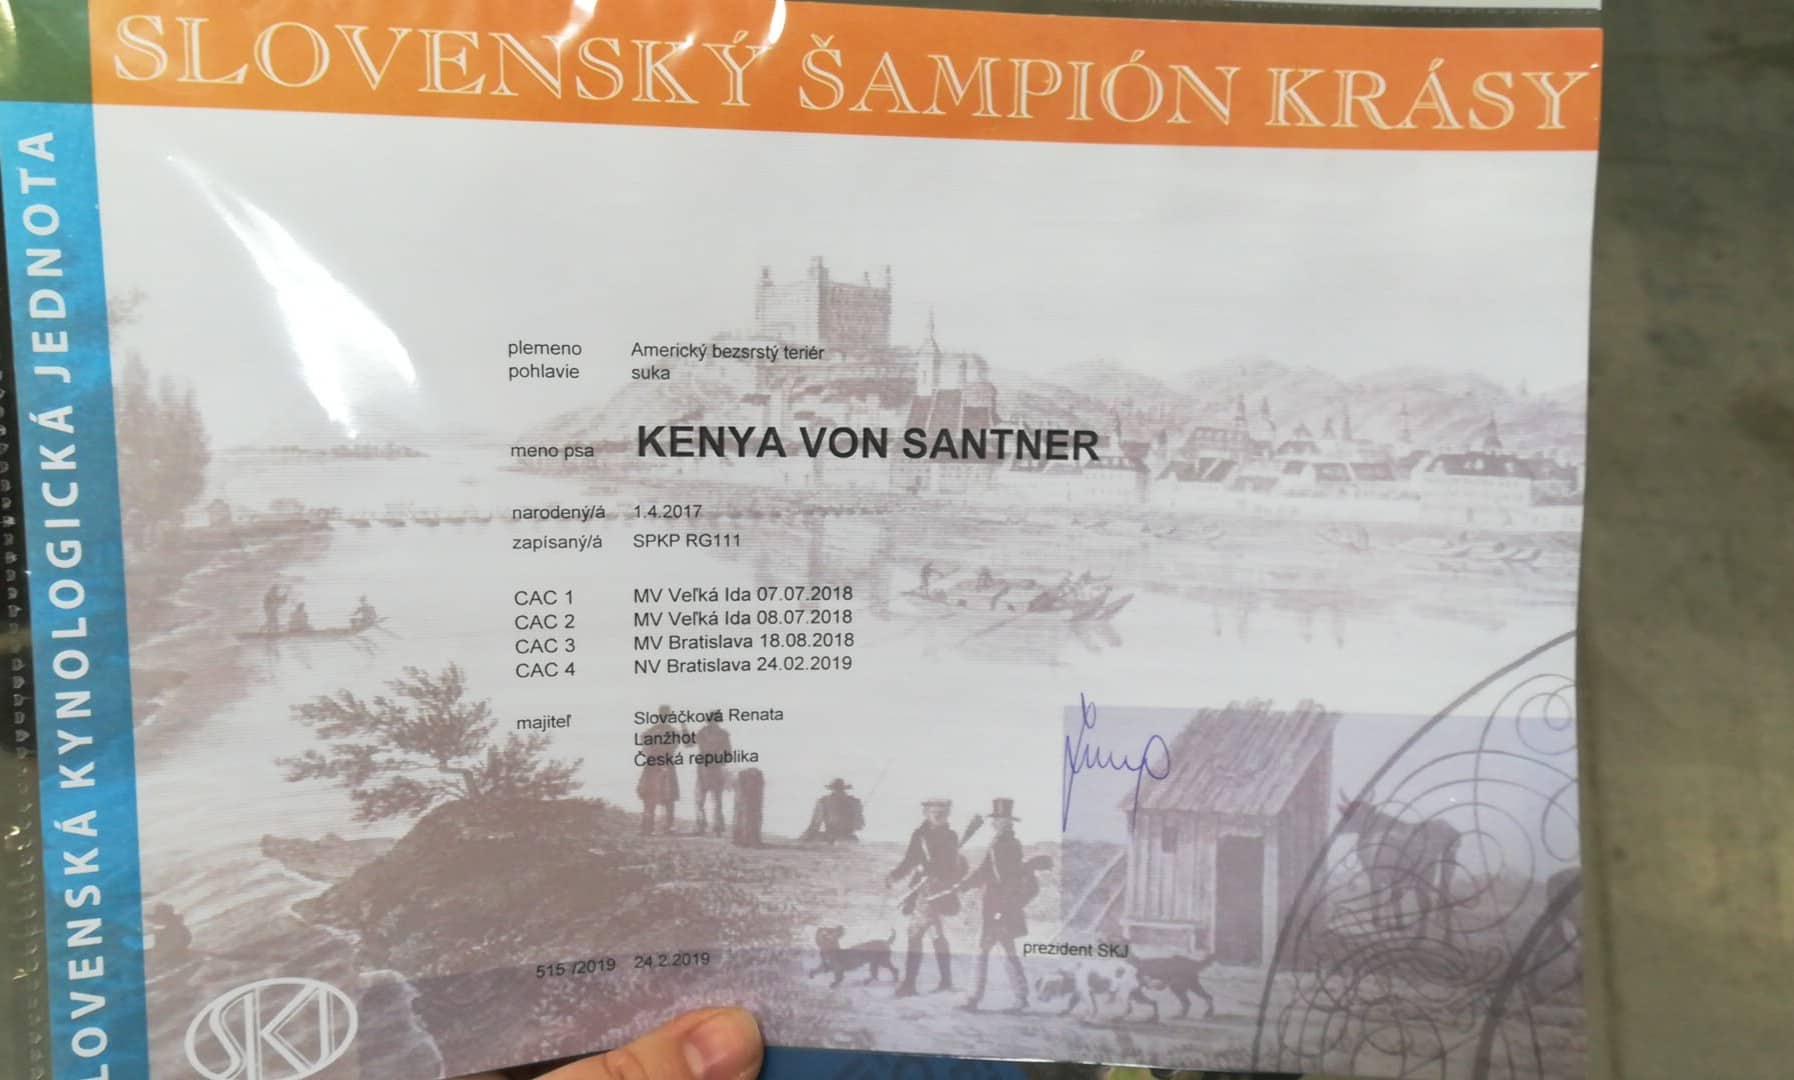 SLOVENSKÝ ŠAMPIÓN KRÁSY
LOVENSKÁ KYNOLOGICKÁ JEDNOTA
plemeno Americký bezsrstý teriér
pohlavie suka
meno psa KENYA VON SANTNER
narodený/á 1.4.2017
zapísaný/á SPKP RG111
CAC 1 MV Veľká Ida 07.07.2018
CAC 2 MV Veľká Ida 08.07.2018
CAC 3 MV Bratislava 18.08.2018
CAC 4 NV Bratislava 24.02.2019
majiteľ Slováčková Renata
Lanžhot
Česká republika
prezident SKJ
515 /2019 24.2.2019
SKJ